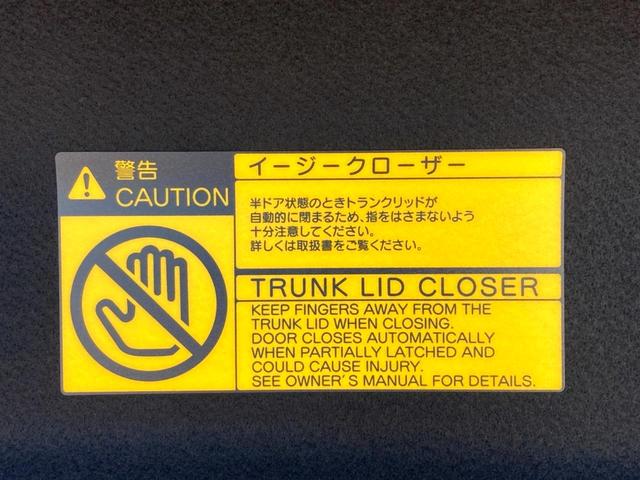 警告
CAUTION
イージークローザー
半ドア状態のときトランクリッドが
自動的に閉まるため、指をはさまないよう
十分注意してください。
詳しくは取扱書をご覧ください。
TRUNK LID CLOSER
KEEP FINGERS AWAY FROM THE
TRUNK LID WHEN CLOSING.
DOOR CLOSES AUTOMATICALLY
WHEN PARTIALLY LATCHED AND
COULD CAUSE INJURY.
SEE OWNER'S MANUAL FOR DETAILS.